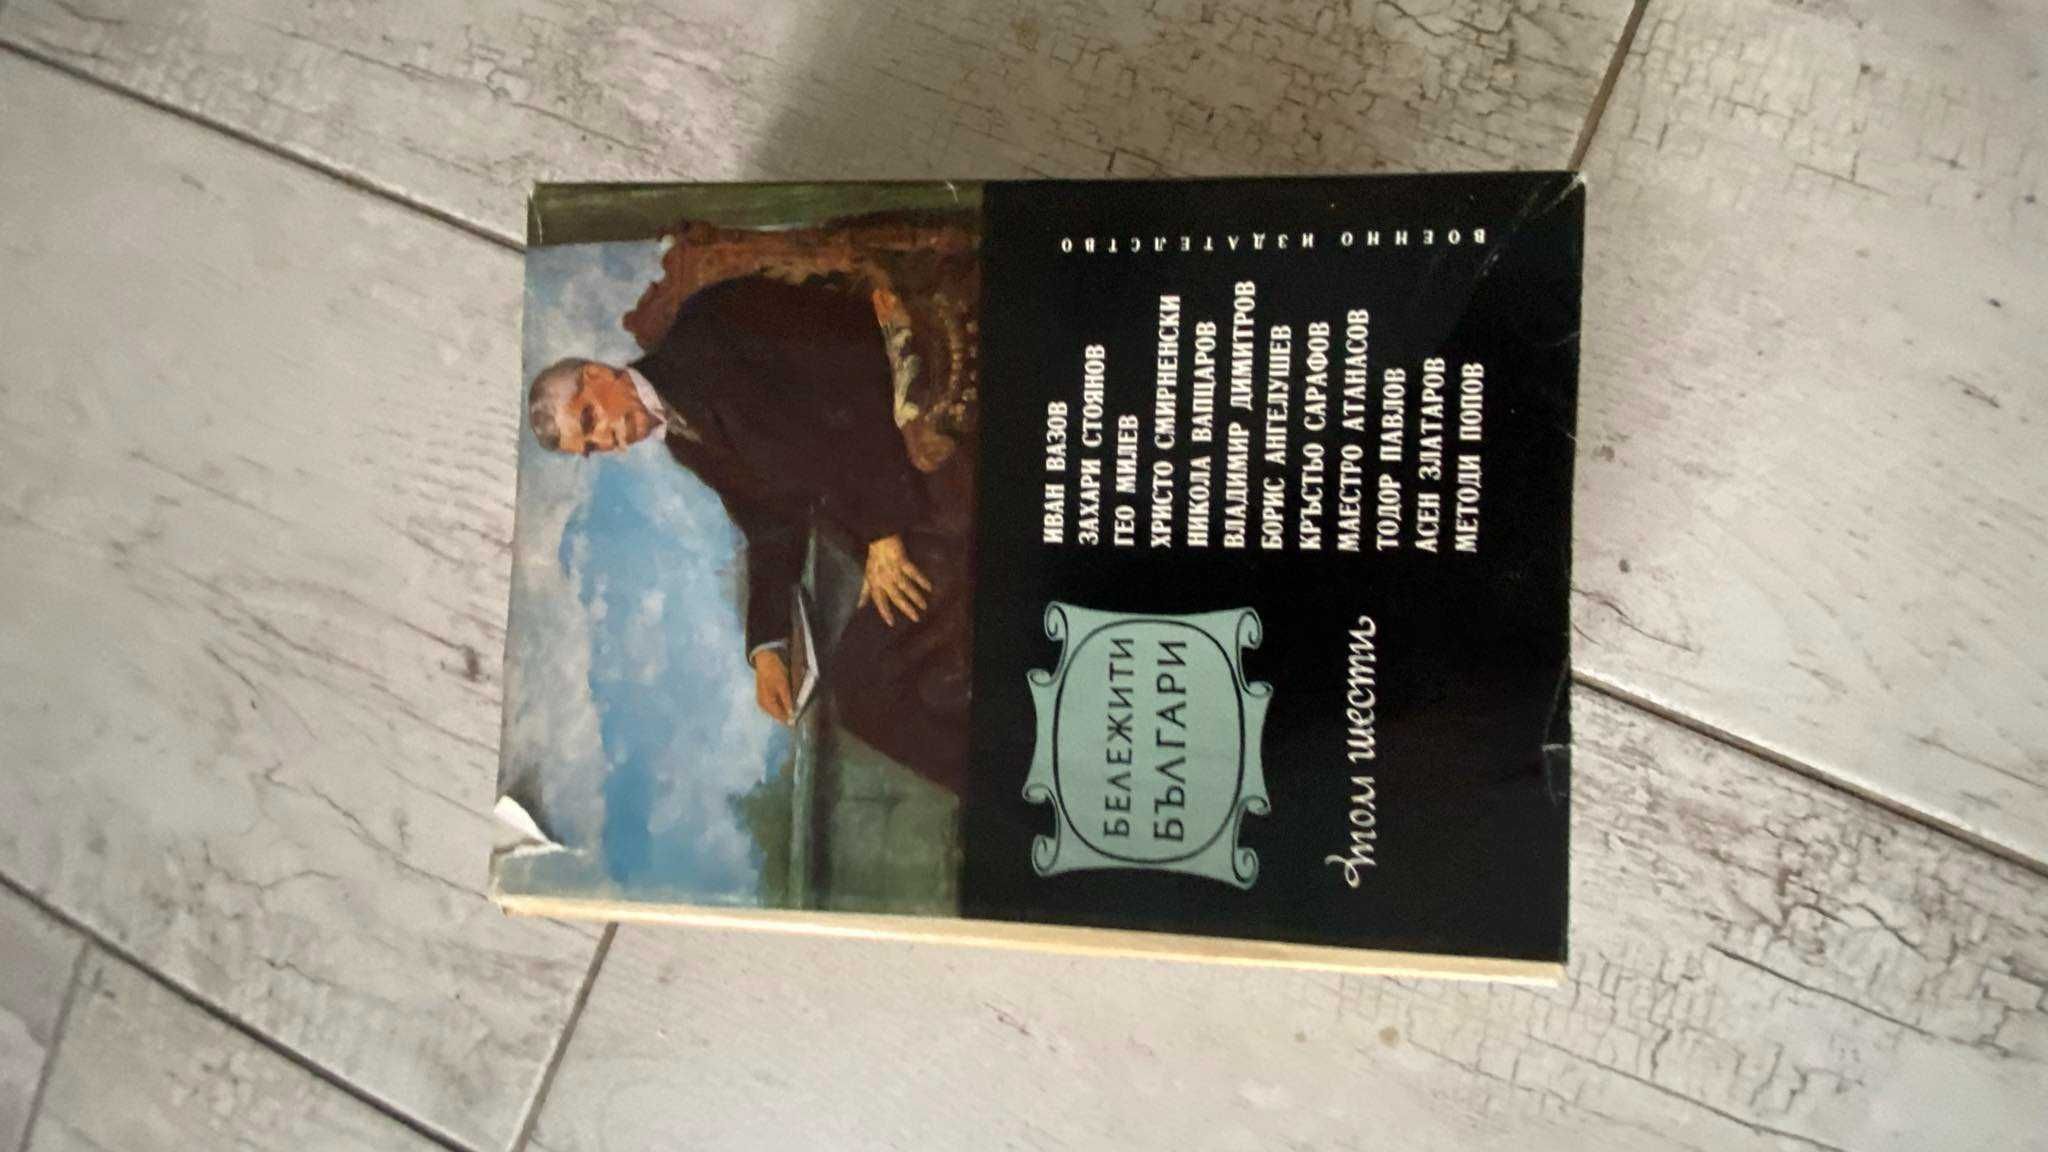 БЕЛЕЖИТИ
БЪЛГАРИ
том шести
ИВАН ВАЗОВ
ЗАХАРИ СТОЯНОВ
ГЕО МИЛЕВ
ХРИСТО СМИРНЕНСКИ
НИКОЛА ВАПЦАРОВ
ВЛАДИМИР ДИМИТРОВ
БОРИС АНГЕЛУШЕВ
КРЪСТЬО САРАФОВ
МАЕСТРО АТАНАСОВ
ТОДОР ПАВЛОВ
АСЕН ЗЛАТАРОВ
МЕТОДИ ПОПОВ
ВОЕННО ИЗДАТЕЛСТВО